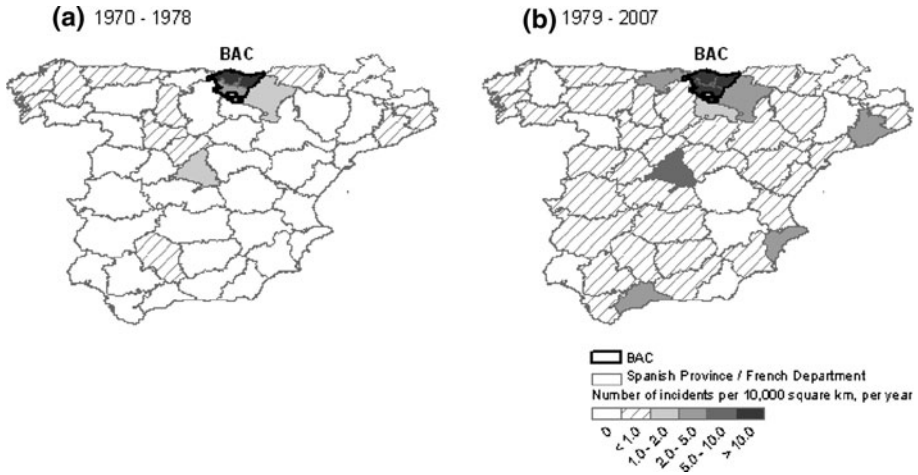 (a) 1970 - 1978
BAC
(b) 1979 - 2007
BAC
BAC
Spanish Province / French Department
Number of incidents per 10,000 square km, per year
0
< 1.0
1.0 - 2.0
2.0 - 5.0
5.0 - 10.0
> 10.0